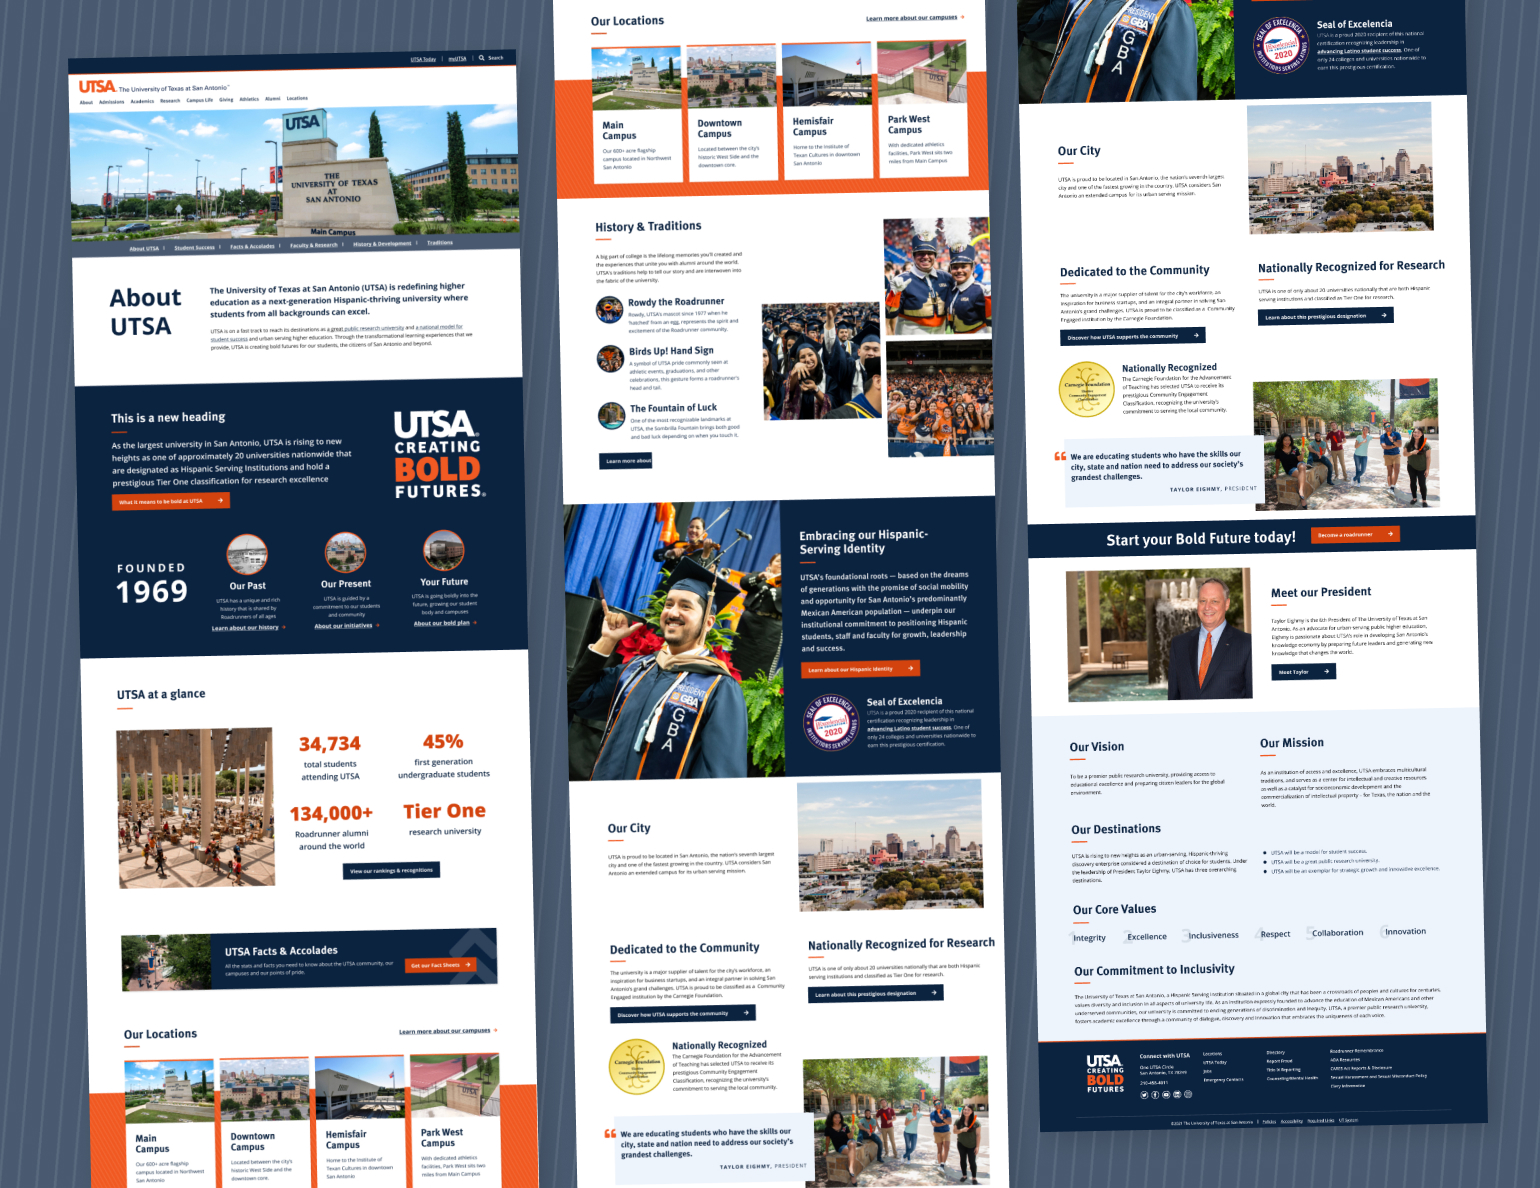 UTSA Today | myUTSA | Search
UTSA. The University of Texas at San Antonio™
About Admissions Academics Research Campus Life Giving Athletics Alumni Locations
UTSA
THE
UNIVERSITY OF TEXAS
AT
SAN ANTONIO
Main Campus
About UTSA | Student Success | Facts & Accolades | Faculty & Research | History & Development | Traditions
About
UTSA
The University of Texas at San Antonio (UTSA) is redefining higher
education as a next-generation Hispanic-thriving university where
students from all backgrounds can excel.
UTSA is on a fast track to reach its destinations as a great public research university and a national model for
student success and urban serving higher education. Through the transformational learning experiences that we
provide, UTSA is creating bold futures for our students, the citizens of San Antonio and beyond.
This is a new heading
As the largest university in San Antonio, UTSA is rising to new
heights as one of approximately 20 universities nationwide that
are designated as Hispanic Serving Institutions and hold a
prestigious Tier One classification for research excellence
What it means to be bold at UTSA
UTSA
CREATING
BOLD
FUTURES®
FOUNDED
1969
Our Past
UTSA has a unique and rich
history that is shared by
Roadrunners of all ages
Learn about our history
Our Present
UTSA is guided by a
commitment to our students
and community
About our initiatives
Your Future
UTSA is going boldly into the
future, growing our student
body and campuses
About our bold plan
UTSA at a glance
34,734
total students
attending UTSA
45%
first generation
undergraduate students
134,000+
Roadrunner alumni
around the world
Tier One
research university
View our rankings & recognitions
UTSA Facts & Accolades
All the stats and facts you need to know about the UTSA community, our
campuses and our points of pride.
Get our Fact Sheets
Our Locations
Learn more about our campuses
Main
Campus
Our 600+ acre flagship
campus located in Northwest
San Antonio
Downtown
Campus
Located between the city's
historic West Side and the
downtown core.
Hemisfair
Campus
Home to the Institute of
Texan Cultures in downtown
San Antonio
Park West
Campus
With dedicated athletics
facilities, Park West sits two
miles from Main Campus
Our Locations
Learn more about our campuses
Main
Campus
Our 600+ acre flagship
campus located in Northwest
San Antonio
Downtown
Campus
Located between the city's
historic West Side and the
downtown core.
Hemisfair
Campus
Home to the Institute of
Texan Cultures in downtown
San Antonio
Park West
Campus
With dedicated athletics
facilities, Park West sits two
miles from Main Campus
History & Traditions
A big part of college is the lifelong memories you'll created and
the experiences that unite you with alumni around the world.
UTSA's traditions help to tell our story and are interwoven into
the fabric of the university.
Rowdy the Roadrunner
Rowdy, UTSA's mascot since 1977 when he
'hatched' from an egg, represents the spirit and
excitement of the Roadrunner community.
Birds Up! Hand Sign
A symbol of UTSA pride commonly seen at
athletic events, graduations, and other
celebrations, this gesture forms a roadrunner's
head and tail.
The Fountain of Luck
One of the most recognizable landmarks at
UTSA, the Sombrilla Fountain brings both good
and bad luck depending on when you touch it.
Learn more about
PRESIDENT
GBA
G
B
A
Embracing our Hispanic-
Serving Identity
UTSA's foundational roots — based on the dreams
of generations with the promise of social mobility
and opportunity for San Antonio's predominantly
Mexican American population — underpin our
institutional commitment to positioning Hispanic
students, staff and faculty for growth, leadership
and success.
Learn about our Hispanic Identity
SEAL OF EXCELENCIA
2020
INSTITUTIONS SERVING LATINOS
Seal of Excelencia
UTSA is a proud 2020 recipient of this national
certification recognizing leadership in
advancing Latino student success. One of
only 24 colleges and universities nationwide to
earn this prestigious certification.
Our City
UTSA is proud to be located in San Antonio, the nation's seventh largest
city and one of the fastest growing in the country. UTSA considers San
Antonio an extended campus for its urban serving mission.
Dedicated to the Community
The university is a major supplier of talent for the city's workforce, an
inspiration for business startups, and an integral partner in solving San
Antonio's grand challenges. UTSA is proud to be classified as a Community
Engaged institution by the Carnegie Foundation.
Discover how UTSA supports the community
Nationally Recognized for Research
UTSA is one of only about 20 universities nationally that are both Hispanic
serving institutions and classified as Tier One for research.
Learn about this prestigious designation
Carnegie Foundation
Nationally Recognized
The Carnegie Foundation for the Advancement
of Teaching has selected UTSA to receive its
prestigious Community Engagement
Classification, recognizing the university's
commitment to serving the local community.
We are educating students who have the skills our
city, state and nation need to address our society's
grandest challenges.
TAYLOR EIGHMY, PRESIDENT
GBA
G
B
A
SEAL OF EXCELENCIA
2020
INSTITUTIONS SERVING LATINOS
Seal of Excelencia
UTSA is a proud 2020 recipient of this national
certification recognizing leadership in
advancing Latino student success. One of
only 24 colleges and universities nationwide to
earn this prestigious certification.
Our City
UTSA is proud to be located in San Antonio, the nation's seventh largest
city and one of the fastest growing in the country. UTSA considers San
Antonio an extended campus for its urban serving mission.
Dedicated to the Community
The university is a major supplier of talent for the city's workforce, an
inspiration for business startups, and an integral partner in solving San
Antonio's grand challenges. UTSA is proud to be classified as a Community
Engaged institution by the Carnegie Foundation.
Discover how UTSA supports the community
Nationally Recognized for Research
UTSA is one of only about 20 universities nationally that are both Hispanic
serving institutions and classified as Tier One for research.
Learn about this prestigious designation
Carnegie Foundation
Nationally Recognized
The Carnegie Foundation for the Advancement
of Teaching has selected UTSA to receive its
prestigious Community Engagement
Classification, recognizing the university's
commitment to serving the local community.
We are educating students who have the skills our
city, state and nation need to address our society's
grandest challenges.
TAYLOR EIGHMY, PRESIDENT
Start your Bold Future today!
Become a roadrunner
Meet our President
Taylor Eighmy is the 6th President of The University of Texas at San
Antonio. As an advocate for urban serving public higher education,
Eighmy is passionate about UTSA's role in developing San Antonio's
knowledge economy by preparing future leaders and generating new
knowledge that changes the world.
Meet Taylor
Our Vision
To be a premier public research university, providing access to
educational excellence and preparing citizen leaders for the global
environment.
Our Mission
As an institution of access and excellence, UTSA embraces multicultural
traditions, and serves as a center for intellectual and creative resources
as well as a catalyst for socioeconomic development and the
commercialization of intellectual property - for Texas, the nation and the
world.
Our Destinations
UTSA is rising to new heights as an urban-serving, Hispanic-thriving
discovery enterprise considered a destination of choice for students. Under
the leadership of President Taylor Eighmy, UTSA has three overarching
destinations.
UTSA will be a model for student success.
UTSA will be a great public research university.
UTSA will be an exemplar for strategic growth and innovative excellence.
Our Core Values
1 Integrity 2 Excellence 3 Inclusiveness 4 Respect 5 Collaboration 6 Innovation
Our Commitment to Inclusivity
The University of Texas at San Antonio, a Hispanic Serving Institution situated in a global city that has been a crossroads of peoples and cultures for centuries,
values diversity and inclusion in all aspects of university life. As an institution expressly founded to advance the education of Mexican Americans and other
underserved communities, our university is committed to ending generations of discrimination and inequity. UTSA, a premier public research university,
fosters academic excellence through a community of dialogue, discovery and innovation that embraces the uniqueness of each voice.
UTSA
CREATING
BOLD
FUTURES
Connect with UTSA
One UTSA Circle
San Antonio, TX 78249
210-458-4011
Locations
UTSA Today
Jobs
Emergency Contacts
Directory
Report Fraud
Title IX Reporting
Counseling/Mental Health
Roadrunner Remembrance
ADA Resources
CARES Act Reports & Disclosure
Sexual Harassment and Sexual Misconduct Policy
Clery Information
©2021 The University of Texas at San Antonio | Policies Accessibility Required Links UT System